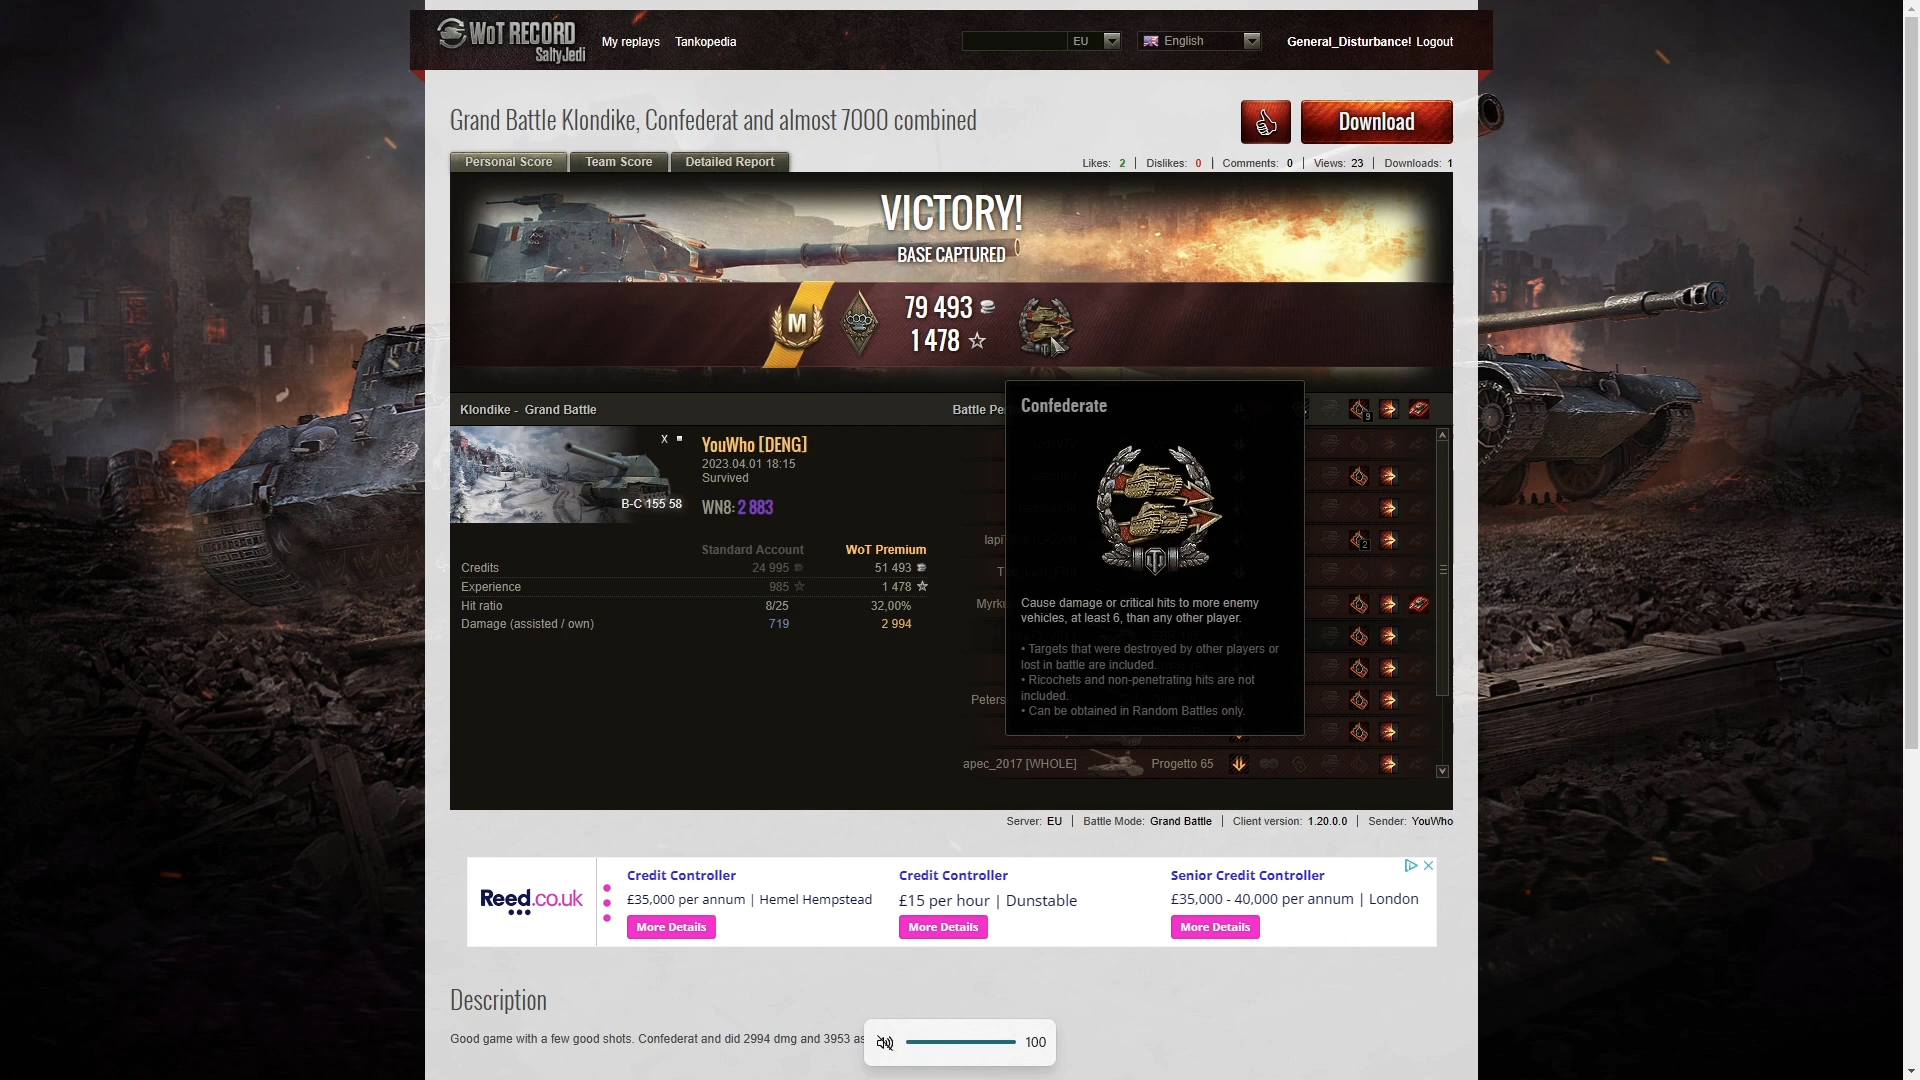 WoT RECORD
SaltyJedi
My replays
Tankopedia
EU
English
General_Disturbance! Logout
Grand Battle Klondike, Confederat and almost 7000 combined
Download
Personal Score
Team Score
Detailed Report
Likes: 2 | Dislikes: 0 | Comments: 0 | Views: 23 | Downloads: 1
VICTORY!
BASE CAPTURED
M
79 493
1 478
Klondike - Grand Battle
Battle Pe
9
X
B-C 155 58
YouWho [DENG]
2023.04.01 18:15
Survived
WN8: 2 883
Standard Account
WoT Premium
Credits 24 995 51 493
Experience 985 1 478
Hit ratio 8/25 32,00%
Damage (assisted / own) 719 2 994
Confederate
Cause damage or critical hits to more enemy
vehicles, at least 6, than any other player.
• Targets that were destroyed by other players or
lost in battle are included.
• Ricochets and non-penetrating hits are not
included.
• Can be obtained in Random Battles only.
lapi
2
Myrk
Peters
apec_2017 [WHOLE]
Progetto 65
Server: EU | Battle Mode: Grand Battle | Client version: 1.20.0.0 | Sender: YouWho
Reed.co.uk
Credit Controller
£35,000 per annum | Hemel Hempstead
More Details
Credit Controller
£15 per hour | Dunstable
More Details
Senior Credit Controller
£35,000 - 40,000 per annum | London
More Details
Description
Good game with a few good shots. Confederat and did 2994 dmg and 3953 as
100